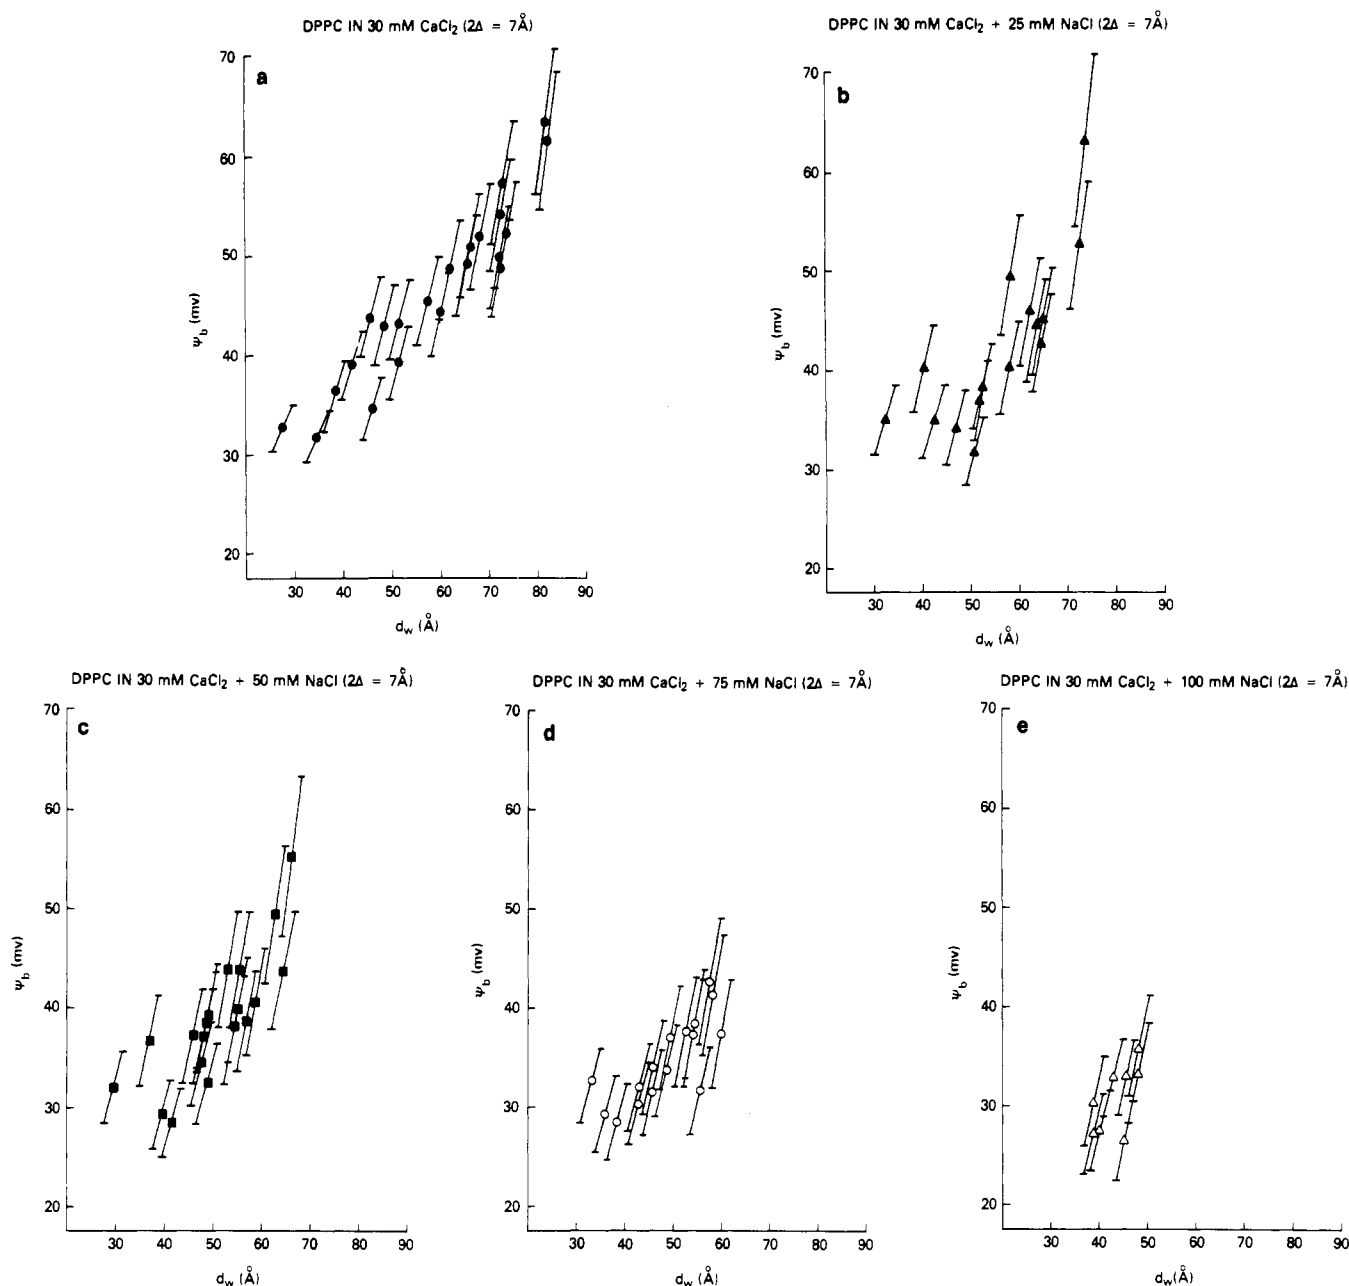 DPPC IN 30 mM CaCl₂ (2Δ = 7Å)
a
70
60
50
40
30
20
ψb (mv)
30 40 50 60 70 80 90
dw (Å)
DPPC IN 30 mM CaCl₂ + 25 mM NaCl (2Δ = 7Å)
b
70
60
50
40
30
20
ψb (mv)
30 40 50 60 70 80 90
dw (Å)
DPPC IN 30 mM CaCl₂ + 50 mM NaCl (2Δ = 7Å)
c
70
60
50
40
30
20
ψb (mv)
30 40 50 60 70 80 90
dw (Å)
DPPC IN 30 mM CaCl₂ + 75 mM NaCl (2Δ = 7Å)
d
70
60
50
40
30
20
ψb (mv)
30 40 50 60 70 80 90
dw (Å)
DPPC IN 30 mM CaCl₂ + 100 mM NaCl (2Δ = 7Å)
e
70
60
50
40
30
20
ψb (mv)
30 40 50 60 70 80 90
dw(Å)